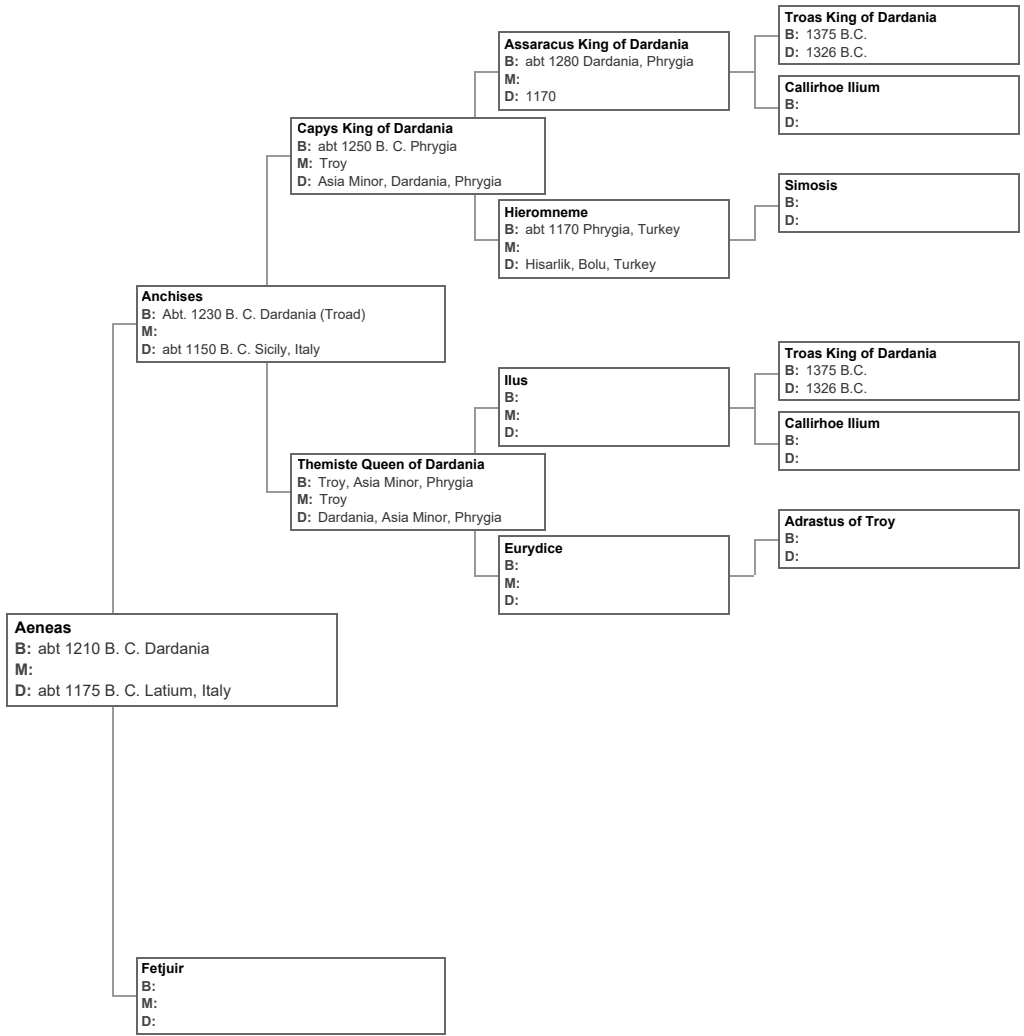 Troas King of Dardania
B: 1375 B.C.
D: 1326 B.C.
Assaracus King of Dardania
B: abt 1280 Dardania, Phrygia
M:
D: 1170
Callirhoe Ilium
B:
D:
Capys King of Dardania
B: abt 1250 B. C. Phrygia
M: Troy
D: Asia Minor, Dardania, Phrygia
Simosis
B:
D:
Hieromneme
B: abt 1170 Phrygia, Turkey
M:
D: Hisarlik, Bolu, Turkey
Anchises
B: Abt. 1230 B. C. Dardania (Troad)
M:
D: abt 1150 B. C. Sicily, Italy
Troas King of Dardania
B: 1375 B.C.
D: 1326 B.C.
Ilus
B:
M:
D:
Callirhoe Ilium
B:
D:
Themiste Queen of Dardania
B: Troy, Asia Minor, Phrygia
M: Troy
D: Dardania, Asia Minor, Phrygia
Adrastus of Troy
B:
D:
Eurydice
B:
M:
D:
Aeneas
B: abt 1210 B. C. Dardania
M:
D: abt 1175 B. C. Latium, Italy
Fetjuir
B:
M:
D: